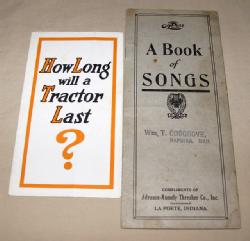 How Long
will a
Tractor
Last
?
A Book
of
SONGS
Wm. T. COSGROVE,
COMPLIMENTS OF
Advance-Rumely Thresher Co., Inc.
LA PORTE, INDIANA.